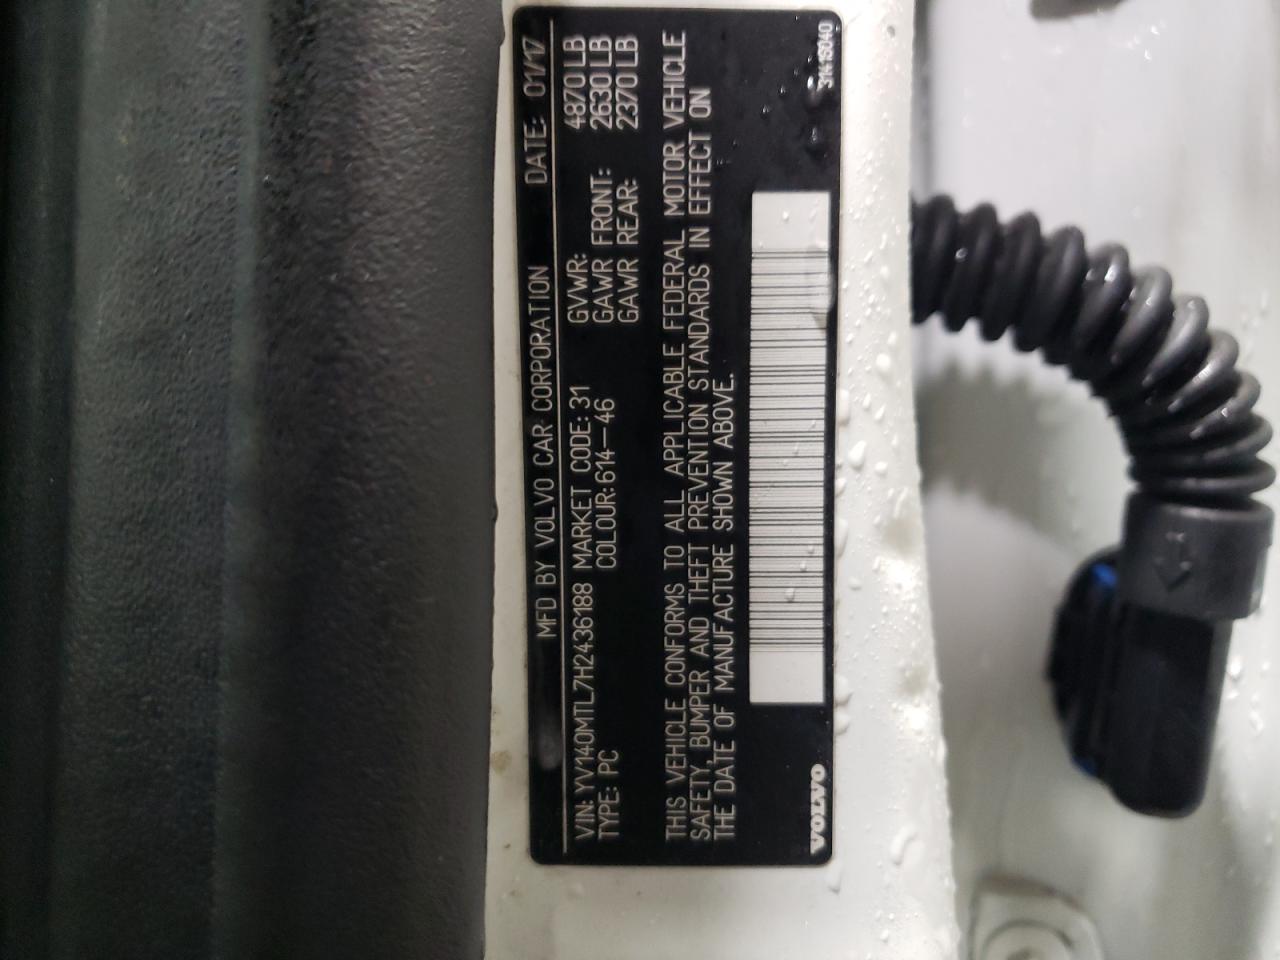 MFD BY VOLVO CAR CORPORATION DATE: 01/17
VIN: YV140MTL7H2436188 MARKET CODE: 31 GVWR: 4870 LB
TYPE: PC COLOUR: 614-46 GAWR FRONT: 2630 LB
GAWR REAR: 2370 LB
THIS VEHICLE CONFORMS TO ALL APPLICABLE FEDERAL MOTOR VEHICLE
SAFETY, BUMPER AND THEFT PREVENTION STANDARDS IN EFFECT ON
THE DATE OF MANUFACTURE SHOWN ABOVE.
VOLVO 31416040